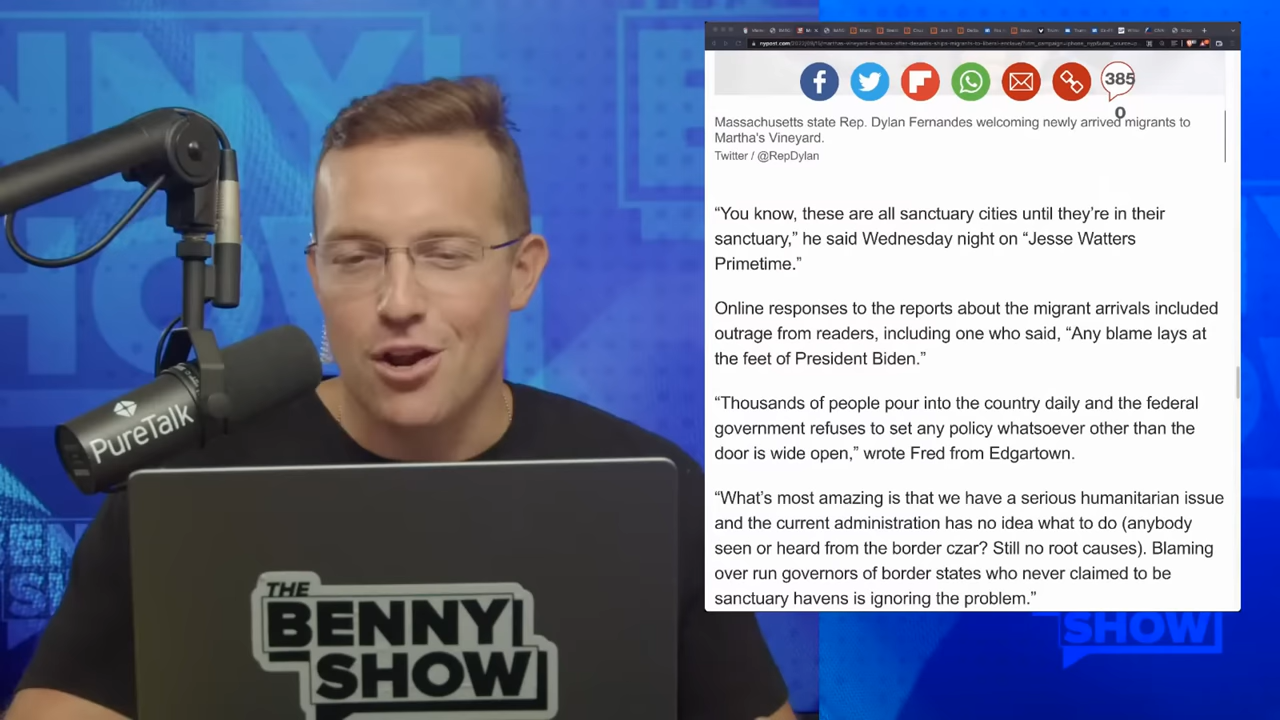 BENNY
SHOW
PureTalk
THE
BENNY
SHOW
385
0
Massachusetts state Rep. Dylan Fernandes welcoming newly arrived migrants to
Martha's Vineyard.
Twitter / @RepDylan
“You know, these are all sanctuary cities until they’re in their
sanctuary,” he said Wednesday night on “Jesse Watters
Primetime.”
Online responses to the reports about the migrant arrivals included
outrage from readers, including one who said, “Any blame lays at
the feet of President Biden.”
“Thousands of people pour into the country daily and the federal
government refuses to set any policy whatsoever other than the
door is wide open,” wrote Fred from Edgartown.
“What’s most amazing is that we have a serious humanitarian issue
and the current administration has no idea what to do (anybody
seen or heard from the border czar? Still no root causes). Blaming
over run governors of border states who never claimed to be
sanctuary havens is ignoring the problem.”
SHOW